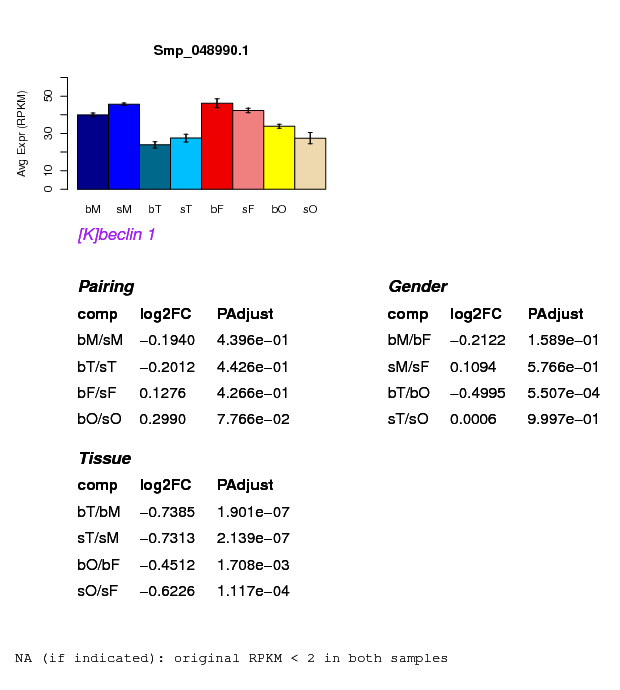 Smp_048990.1
Avg Expr (RPKM)
0 10 30 50
bM sM bT sT bF sF bO sO
[K]beclin 1
Pairing
comp log2FC PAdjust
bM/sM −0.1940 4.396e−01
bT/sT −0.2012 4.426e−01
bF/sF 0.1276 4.266e−01
bO/sO 0.2990 7.766e−02
Gender
comp log2FC PAdjust
bM/bF −0.2122 1.589e−01
sM/sF 0.1094 5.766e−01
bT/bO −0.4995 5.507e−04
sT/sO 0.0006 9.997e−01
Tissue
comp log2FC PAdjust
bT/bM −0.7385 1.901e−07
sT/sM −0.7313 2.139e−07
bO/bF −0.4512 1.708e−03
sO/sF −0.6226 1.117e−04
NA (if indicated): original RPKM < 2 in both samples